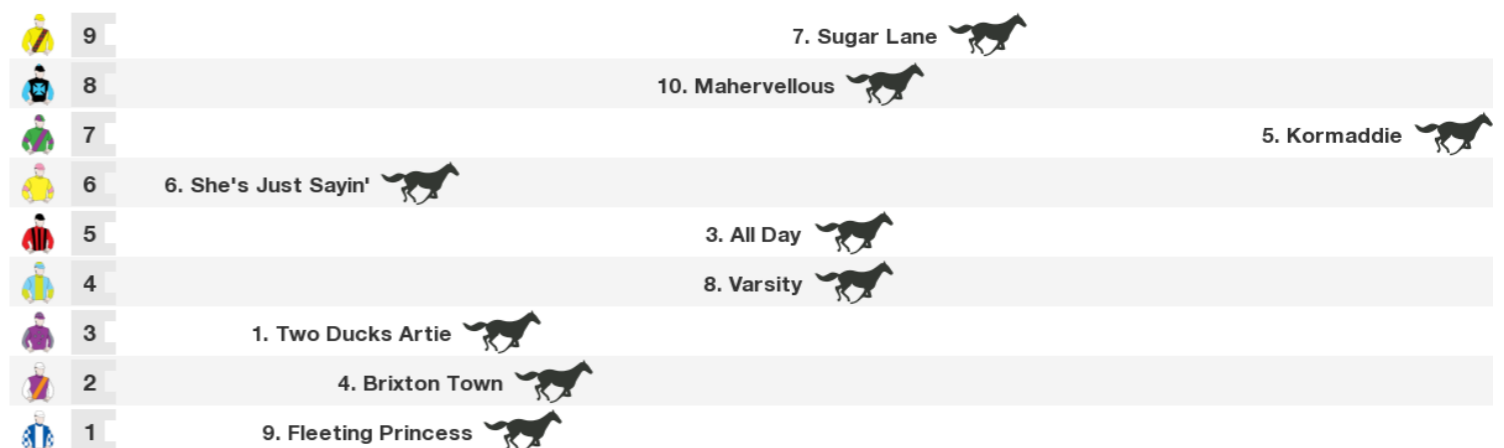 9 7. Sugar Lane
8 10. Mahervellous
7 5. Kormaddie
6 6. She's Just Sayin'
5 3. All Day
4 8. Varsity
3 1. Two Ducks Artie
2 4. Brixton Town
1 9. Fleeting Princess